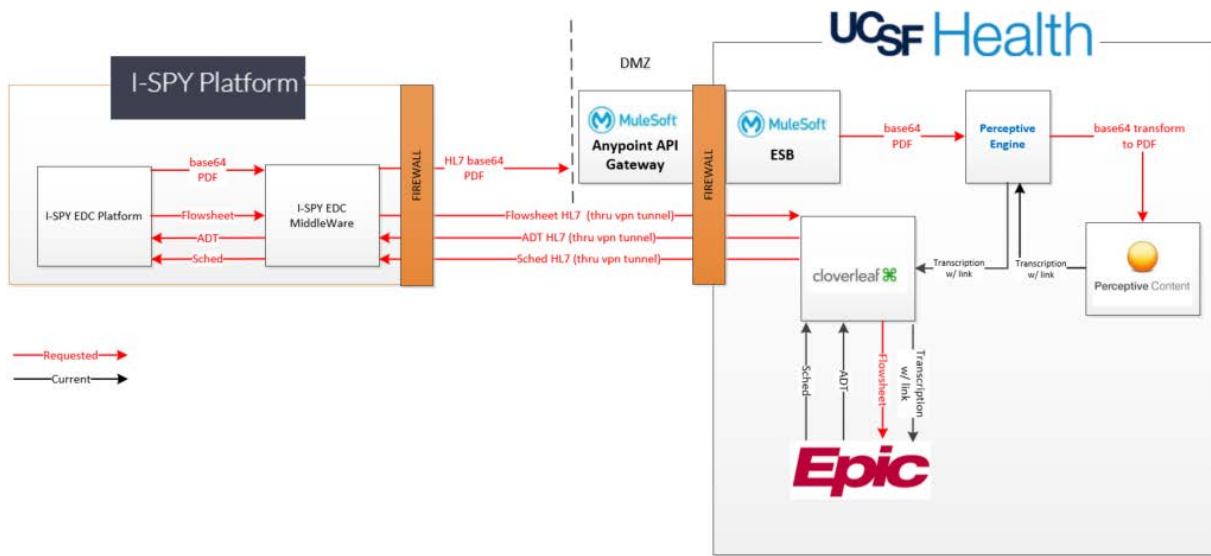 UCSF Health
I-SPY Platform
DMZ
MuleSoft
Anypoint API
Gateway
MuleSoft
ESB
Perceptive
Engine
base64
PDF
base64 transform
to PDF
base64
PDF
HL7 base64
PDF
FIREWALL
FIREWALL
I-SPY EDC Platform
I-SPY EDC
MiddleWare
Flowsheet
ADT
Sched
Flowsheet HL7 (thru vpn tunnel)
ADT HL7 (thru vpn tunnel)
Sched HL7 (thru vpn tunnel)
cloverleaf
Transcription
w/ link
Transcription
w/ link
Perceptive Content
Requested
Current
Sched
ADT
Flowsheet
Transcription
w/ link
Epic